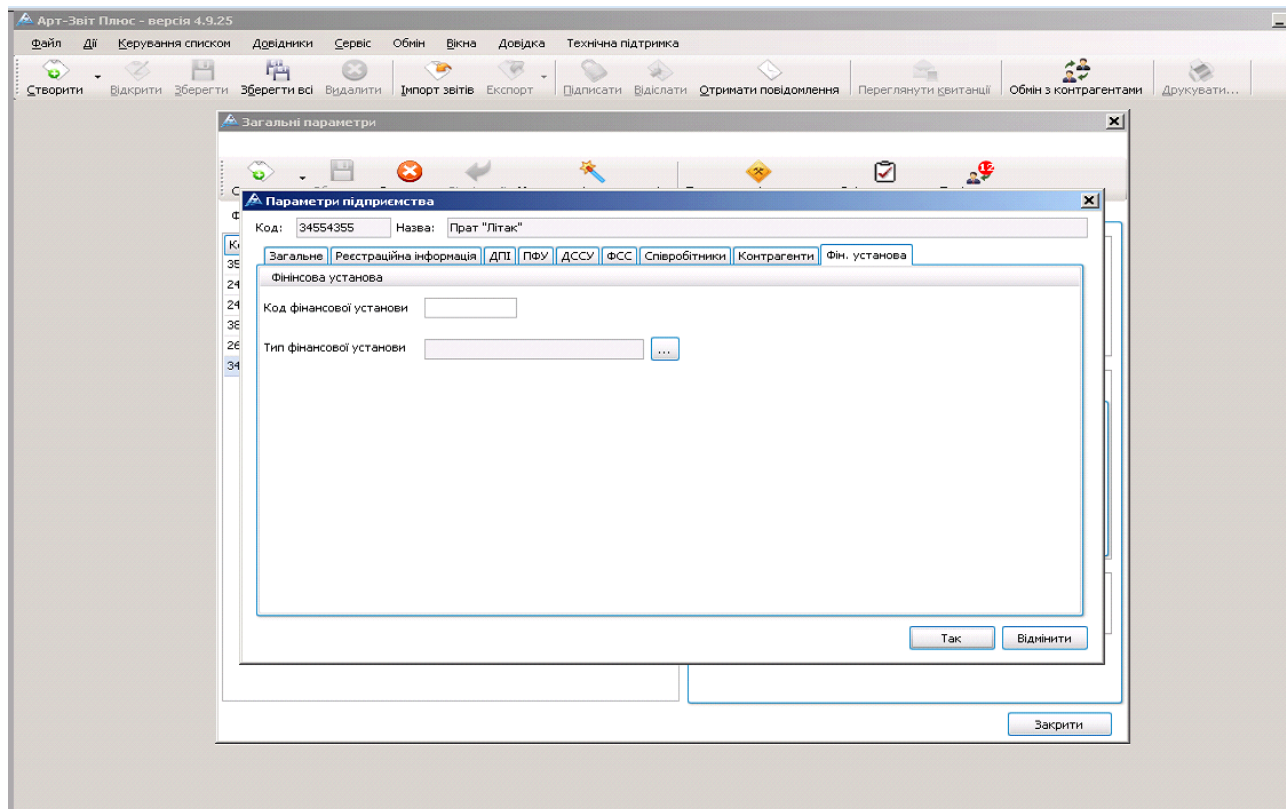 Арт-Звіт Плюс - версія 4.9.25
Файл Дії Керування списком Довідники Сервіс Обмін Вікна Довідка Технічна підтримка
Створити Відкрити Зберегти Зберегти всі Видалити Імпорт звітів Експорт Підписати Відіслати Отримати повідомлення Переглянути квитанції Обмін з контрагентами Друкувати...
Загальні параметри
12
Параметри підприємства
Код: 34554355 Назва: Прат "Літак"
Загальне Реєстраційна інформація ДПІ ПФУ ДССУ ФСС Співробітники Контрагенти Фін. установа
Фінінсова установа
Код фінансової установи
Тип фінансової установи ...
35
24
24
38
26
34
Так Відмінити
Закрити